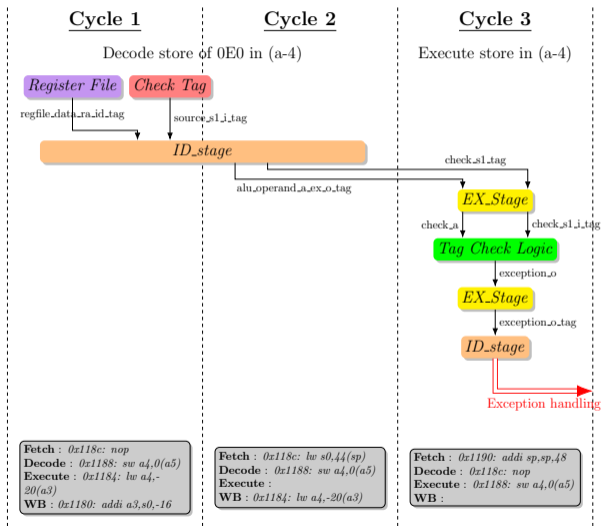 Cycle 1
Cycle 2
Cycle 3
Decode store of 0E0 in (a-4)
Execute store in (a-4)
Register File
Check Tag
regfile_data_ra_id_tag
source_s1_i_tag
ID_stage
check_s1_tag
alu_operand_a_ex_o_tag
EX_Stage
check_a
check_s1_i_tag
Tag Check Logic
exception_o
EX_Stage
exception_o_tag
ID_stage
Exception handling
Fetch : 0x118c: nop
Decode : 0x1188: sw a4,0(a5)
Execute : 0x1184: lw a4,-
20(a3)
WB : 0x1180: addi a3,s0,-16
Fetch : 0x118c: lw s0,44(sp)
Decode : 0x1188: sw a4,0(a5)
Execute :
WB : 0x1184: lw a4,-20(a3)
Fetch : 0x1190: addi sp,sp,48
Decode : 0x118c: nop
Execute : 0x1188: sw a4,0(a5)
WB :